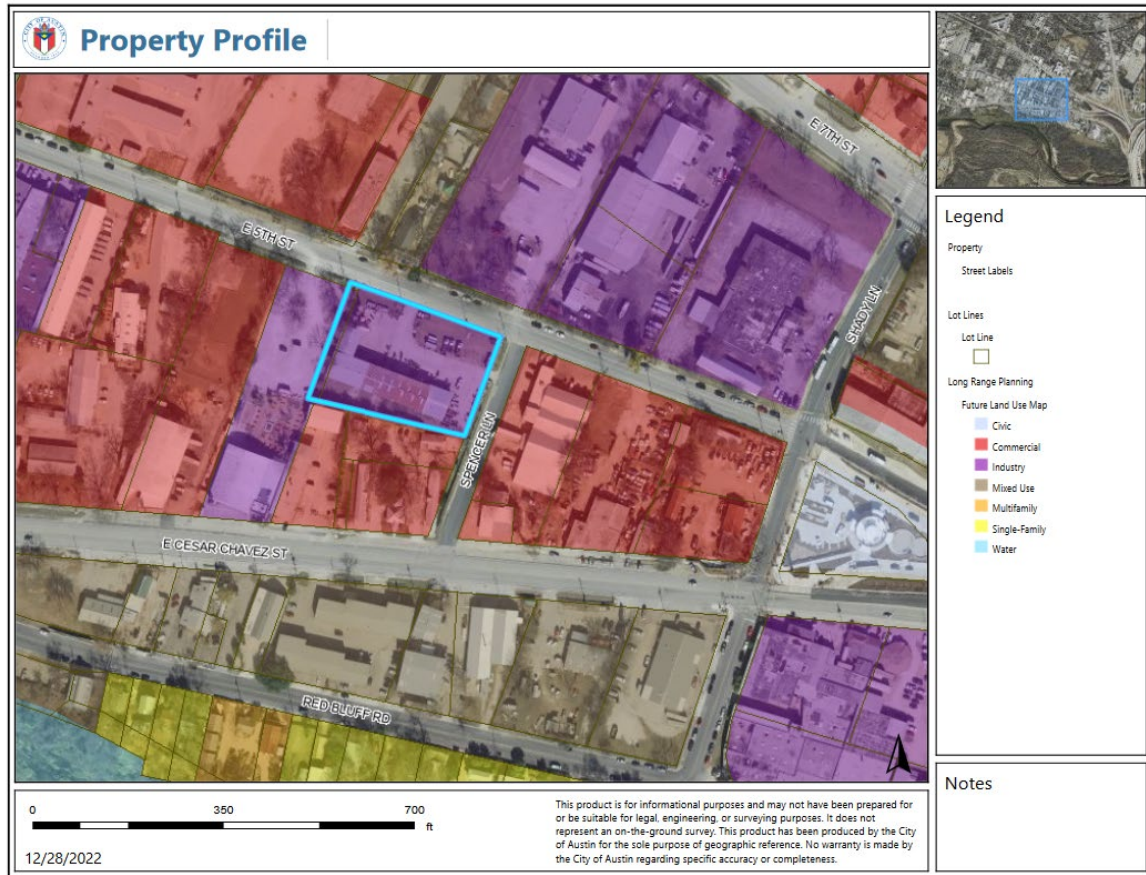 CITY OF AUSTIN
Property Profile
E 7TH ST
E 5TH ST
SHADY LN
SPENCER LN
E CESAR CHAVEZ ST
RED BLUFF RD
Legend
Property
Street Labels
Lot Lines
Lot Line
Long Range Planning
Future Land Use Map
Civic
Commercial
Industry
Mixed Use
Multifamily
Single-Family
Water
Notes
0 350 700
ft
12/28/2022
This product is for informational purposes and may not have been prepared for
or be suitable for legal, engineering, or surveying purposes. It does not
represent an on-the-ground survey. This product has been produced by the City
of Austin for the sole purpose of geographic reference. No warranty is made by
the City of Austin regarding specific accuracy or completeness.